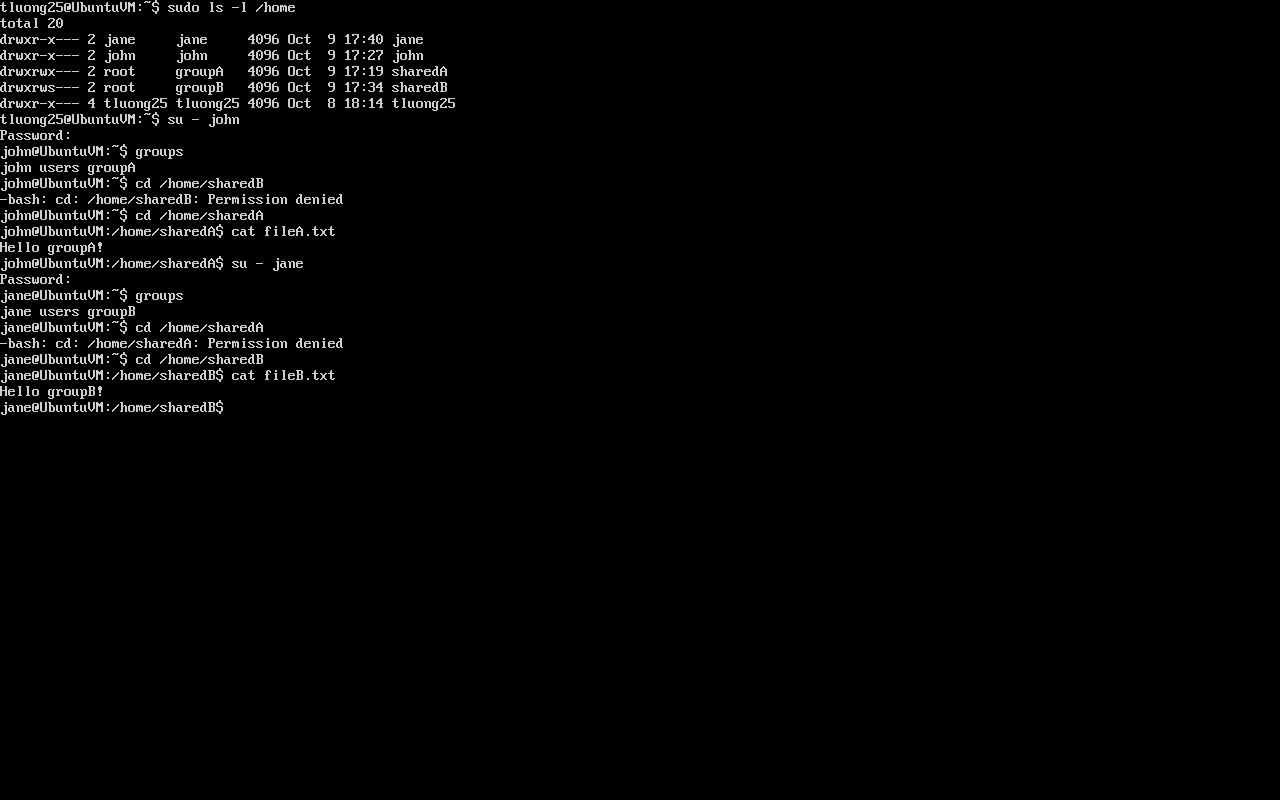 tluong25@UbuntuVM:~$ sudo ls -l /home
total 20
drwxr-x--- 2 jane     jane     4096 Oct  9 17:40 jane
drwxr-x--- 2 john     john     4096 Oct  9 17:27 john
drwxrwx--- 2 root     groupA   4096 Oct  9 17:19 sharedA
drwxrws--- 2 root     groupB   4096 Oct  9 17:34 sharedB
drwxr-x--- 4 tluong25 tluong25 4096 Oct  8 18:14 tluong25
tluong25@UbuntuVM:~$ su - john
Password:
john@UbuntuVM:~$ groups
john users groupA
john@UbuntuVM:~$ cd /home/sharedB
-bash: cd: /home/sharedB: Permission denied
john@UbuntuVM:~$ cd /home/sharedA
john@UbuntuVM:/home/sharedA$ cat fileA.txt
Hello groupA!
john@UbuntuVM:/home/sharedA$ su - jane
Password:
jane@UbuntuVM:~$ groups
jane users groupB
jane@UbuntuVM:~$ cd /home/sharedA
-bash: cd: /home/sharedA: Permission denied
jane@UbuntuVM:~$ cd /home/sharedB
jane@UbuntuVM:/home/sharedB$ cat fileB.txt
Hello groupB!
jane@UbuntuVM:/home/sharedB$